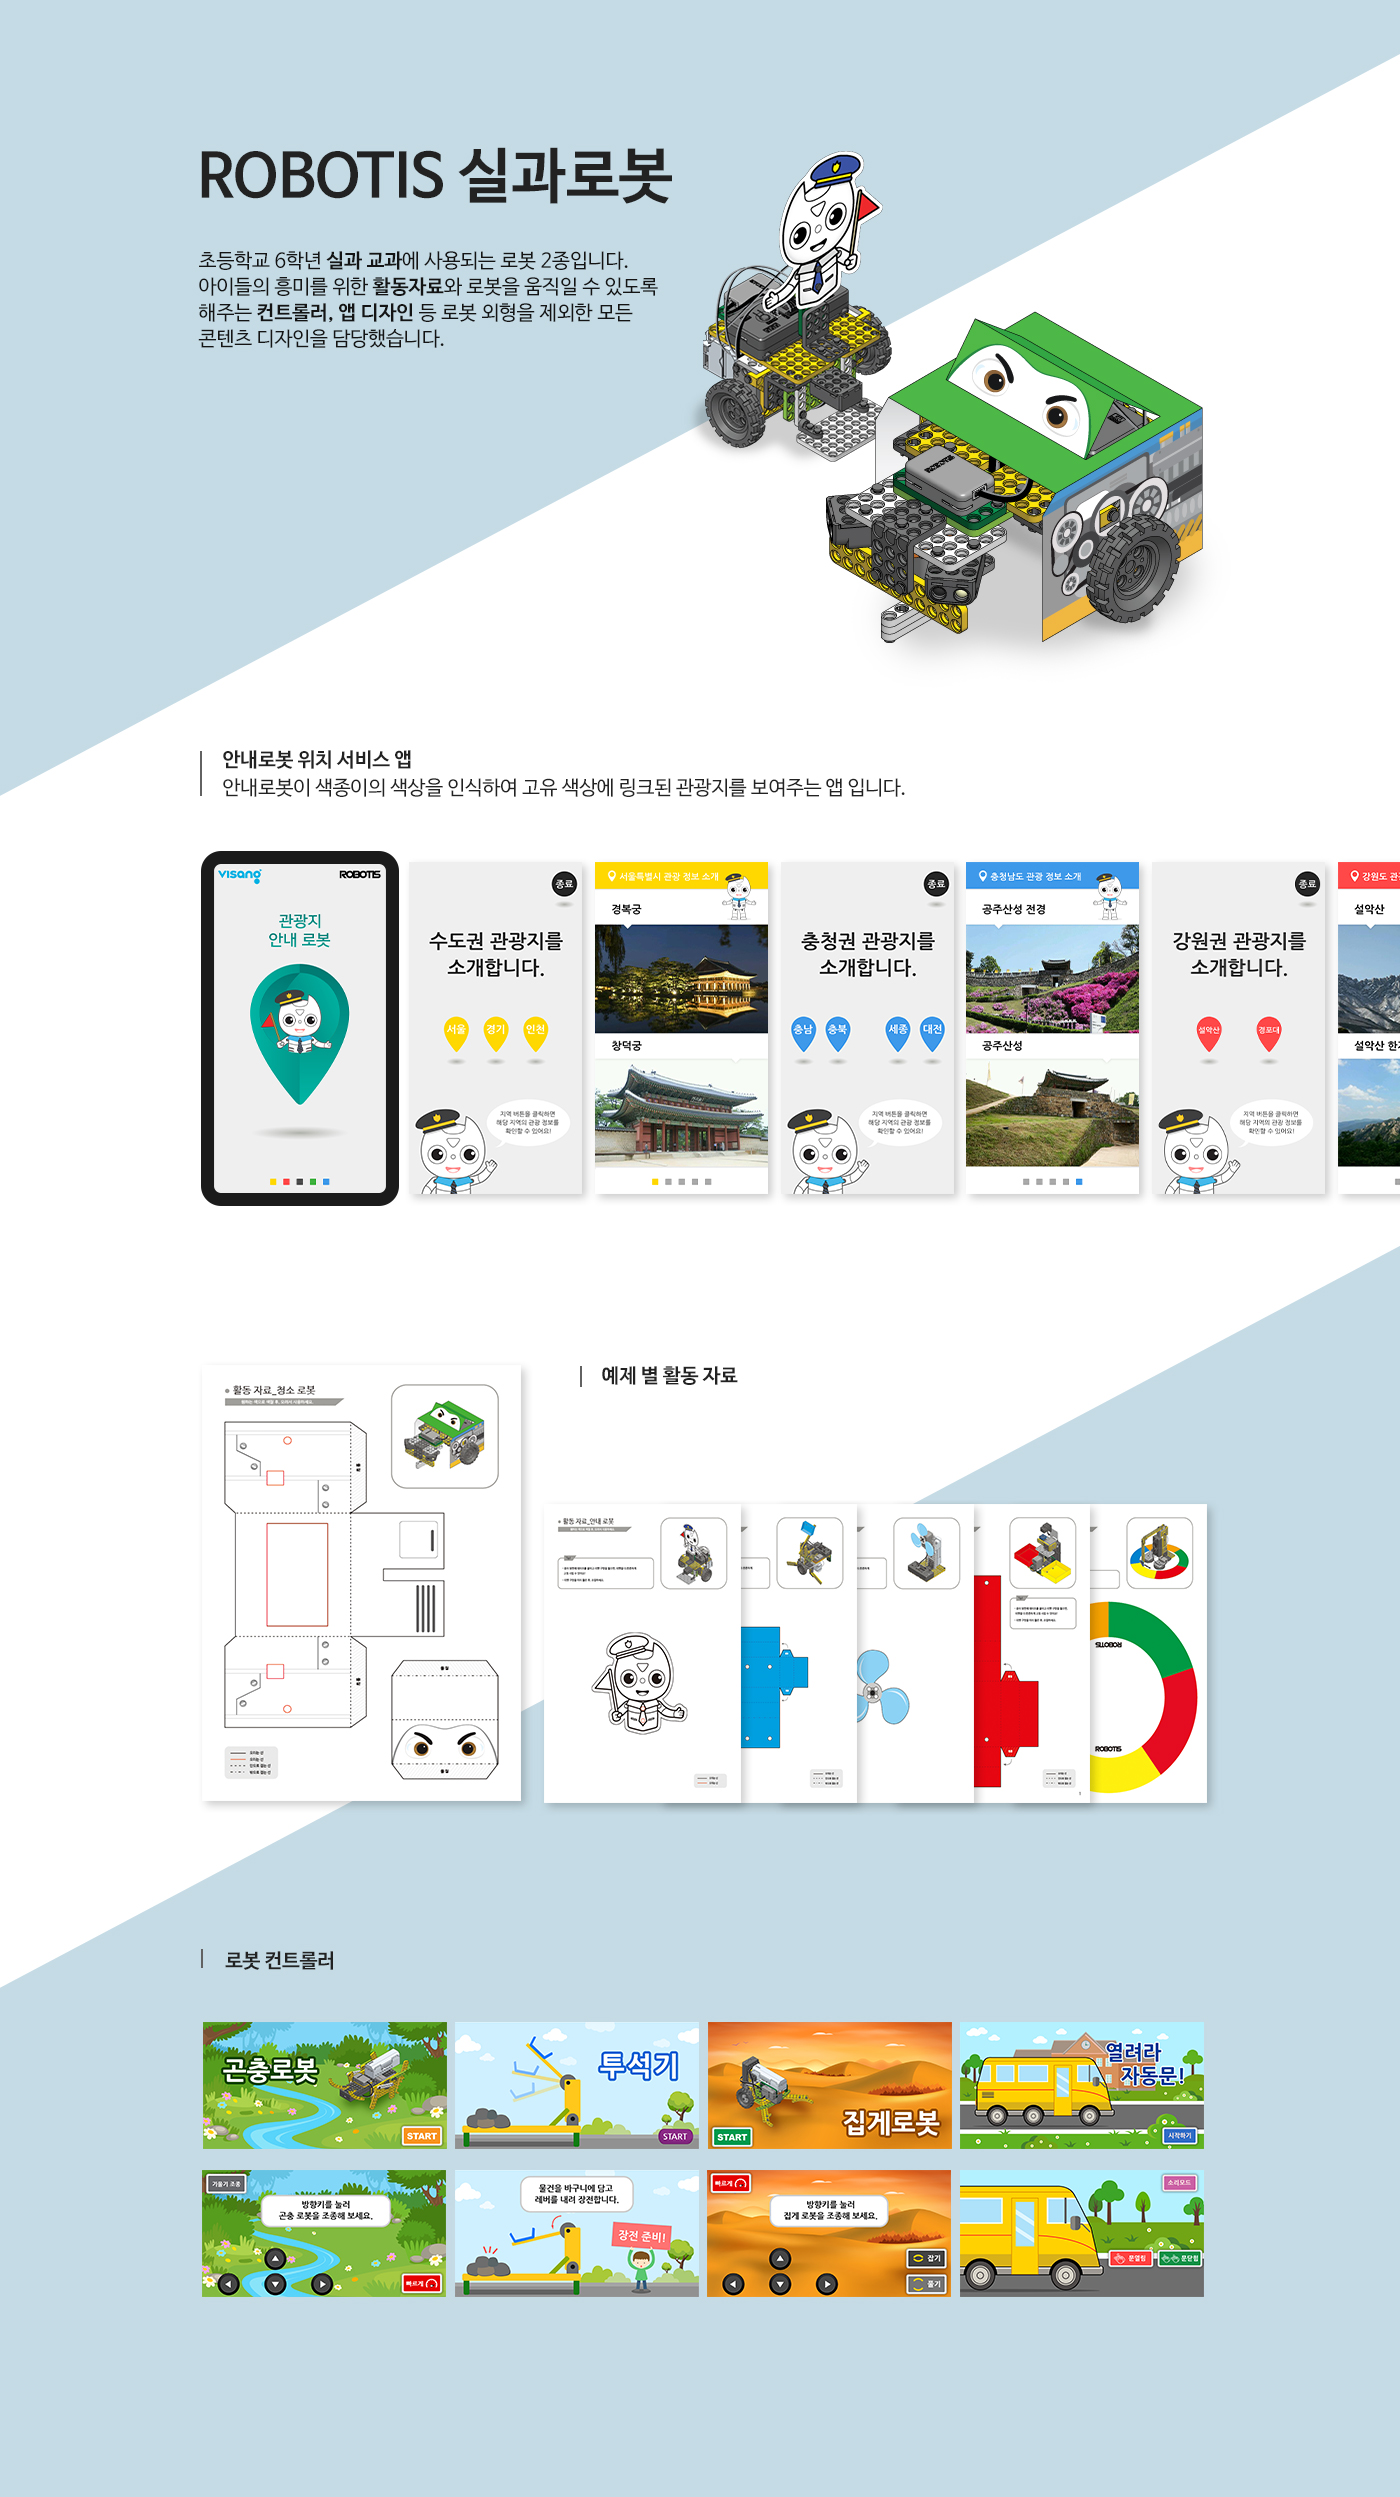 ROBOTIS 실과로봇
초등학교 6학년 실과 교과에 사용되는 로봇 2종입니다.
아이들의 흥미를 위한 활동자료와 로봇을 움직일 수 있도록
해주는 컨트롤러, 앱 디자인 등 로봇 외형을 제외한 모든
콘텐츠 디자인을 담당했습니다.
안내로봇 위치 서비스 앱
안내로봇이 색종이의 색상을 인식하여 고유 색상에 링크된 관광지를 보여주는 앱 입니다.
visang
ROBOTIS
관광지
안내 로봇
종료
수도권 관광지를
소개합니다.
서울 경기 인천
지역 버튼을 클릭하면
해당 지역의 관광 정보를
확인할 수 있어요!
서울특별시 관광 정보 소개
경복궁
창덕궁
종료
충청권 관광지를
소개합니다.
충남 충북 세종 대전
지역 버튼을 클릭하면
해당 지역의 관광 정보를
확인할 수 있어요!
충청남도 관광 정보 소개
공주산성 전경
공주산성
종료
강원권 관광지를
소개합니다.
설악산 경포대
지역 버튼을 클릭하면
해당 지역의 관광 정보를
확인할 수 있어요!
강원도 관
설악산
설악산
예제 별 활동 자료
활동 자료_청소 로봇
활동 자료_안내 로봇
ROBOTIS
ROBOTIS
로봇 컨트롤러
곤충로봇
START
투석기
START
집게로봇
START
열려라
자동문!
시작하기
기울기 조종
방향키를 눌러
곤충 로봇을 조종해 보세요.
빠르게
물건을 바구니에 담고
레버를 내려 장전합니다.
장전 준비!
빠르게
방향키를 눌러
집게 로봇을 조종해 보세요.
잡기
풀기
소리모드
문열림
문닫힘